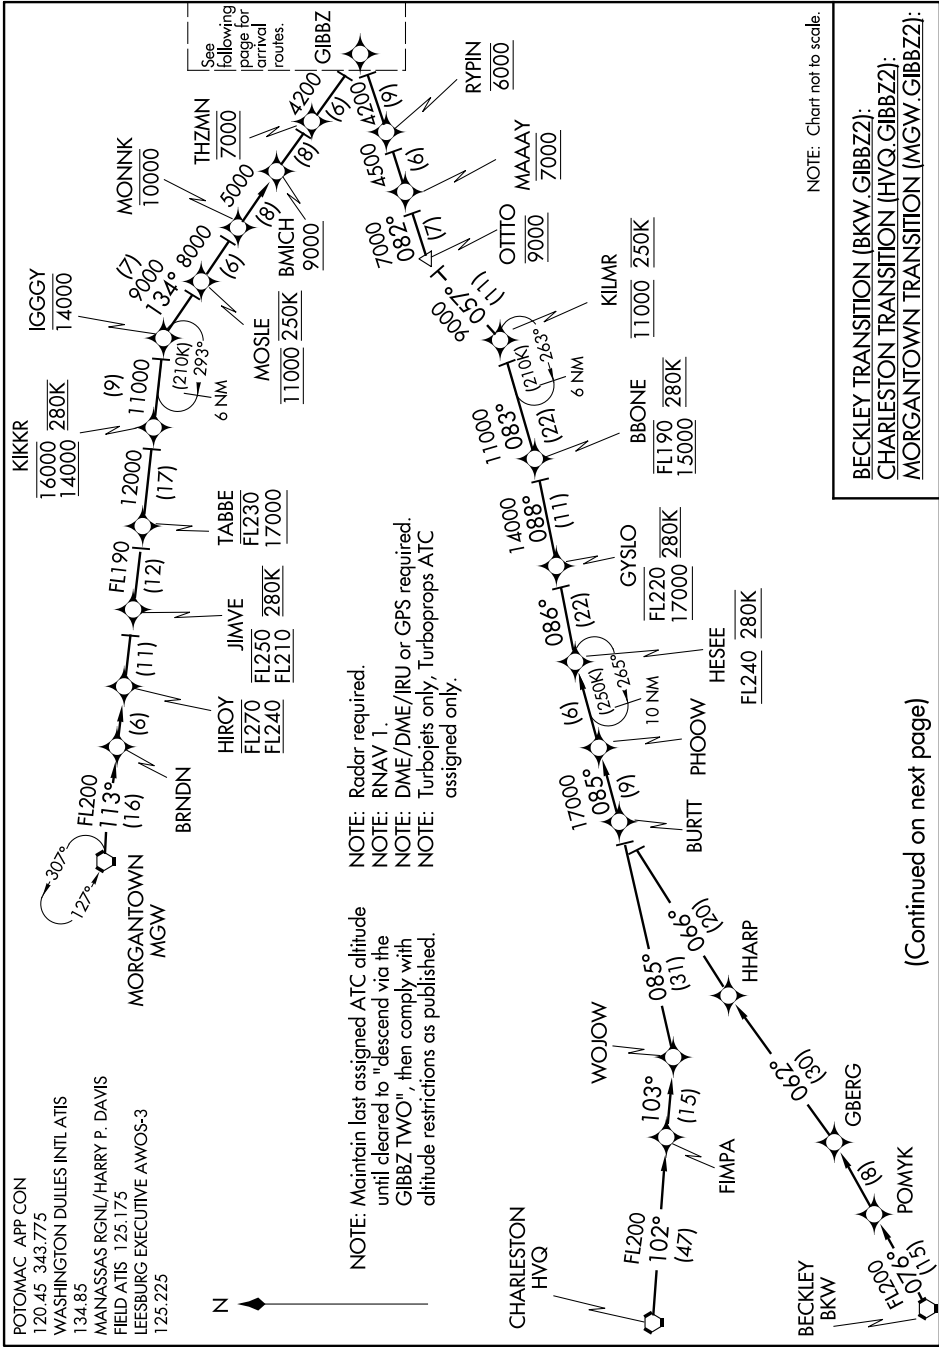 POTOMAC APP CON
120.45 343.775
WASHINGTON DULLES INTL ATIS
134.85
MANASSAS RGNL/HARRY P. DAVIS
FIELD ATIS 125.175
LEESBURG EXECUTIVE AWOS-3
125.225
N
MORGANTOWN
MGW
307°
127°
FL200
113°
(16)
BRNDN
(6)
HIROY
FL270
FL240
(11)
JIMVE
FL250 280K
FL210
FL190
(12)
TABBE
FL230
17000
12000
(17)
KIKKR
16000 280K
14000
(9)
11000
IGGGY
14000
(210K)
293°
6 NM
(7)
9000
134°
MOSLE
11000 250K
8000
(6)
MONNK
10000
5000
(8)
BMICH
9000
(8)
THZMN
7000
4200
(6)
See
following
page for
arrival
routes.
GIBBZ
4200
(6)
RYPIN
6000
4500
(6)
MAAAY
7000
7000
082°
(7)
OTTTO
9000
9000
057°
(11)
KILMR
11000 250K
(210K)
263°
6 NM
11000
083°
(22)
BBONE
FL190 280K
15000
14000
088°
(11)
GYSLO
FL220 280K
17000
086°
(22)
HESEE
FL240 280K
(250K)
265°
10 NM
(6)
PHOOW
17000
085°
(9)
BURTT
085°
(31)
WOJOW
103°
(15)
FIMPA
FL200
102°
(47)
CHARLESTON
HVQ
066°
(20)
HHARP
062°
(30)
GBERG
(8)
POMYK
FL200
076°
(15)
BECKLEY
BKW
NOTE: Maintain last assigned ATC altitude
until cleared to "descend via the
GIBBZ TWO", then comply with
altitude restrictions as published.
NOTE: Radar required.
NOTE: RNAV 1.
NOTE: DME/DME/IRU or GPS required.
NOTE: Turbojets only, Turboprops ATC
assigned only.
NOTE: Chart not to scale.
BECKLEY TRANSITION (BKW.GIBBZ2):
CHARLESTON TRANSITION (HVQ.GIBBZ2):
MORGANTOWN TRANSITION (MGW.GIBBZ2):
(Continued on next page)